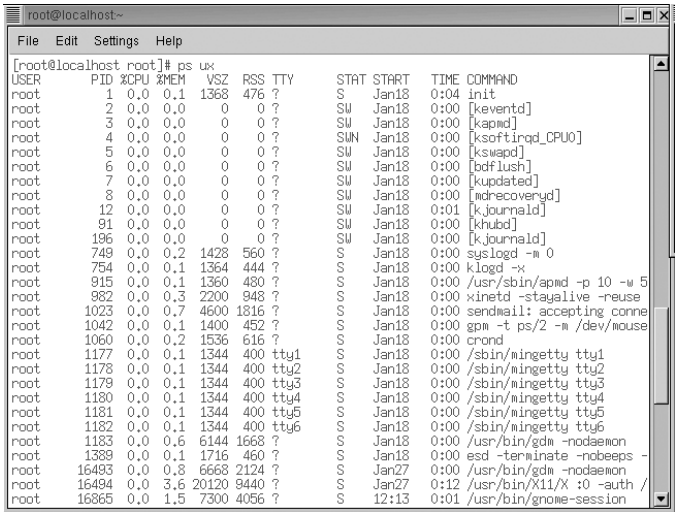 root@localhost:~
File Edit Settings Help
[root@localhost root]# ps ux
USER PID %CPU %MEM VSZ RSS TTY STAT START TIME COMMAND
root 1 0.0 0.1 1368 476 ? S Jan18 0:04 init
root 2 0.0 0.0 0 0 ? SW Jan18 0:00 [keventd]
root 3 0.0 0.0 0 0 ? SW Jan18 0:00 [kapmd]
root 4 0.0 0.0 0 0 ? SWN Jan18 0:00 [ksoftirqd_CPU0]
root 5 0.0 0.0 0 0 ? SW Jan18 0:00 [kswapd]
root 6 0.0 0.0 0 0 ? SW Jan18 0:00 [bdflush]
root 7 0.0 0.0 0 0 ? SW Jan18 0:00 [kupdated]
root 8 0.0 0.0 0 0 ? SW Jan18 0:00 [mdrecoveryd]
root 12 0.0 0.0 0 0 ? SW Jan18 0:01 [kjournald]
root 91 0.0 0.0 0 0 ? SW Jan18 0:00 [khubd]
root 196 0.0 0.0 0 0 ? SW Jan18 0:00 [kjournald]
root 749 0.0 0.2 1428 560 ? S Jan18 0:00 syslogd -m 0
root 754 0.0 0.1 1364 444 ? S Jan18 0:00 klogd -x
root 915 0.0 0.1 1360 480 ? S Jan18 0:00 /usr/sbin/apmd -p 10 -w 5
root 982 0.0 0.3 2200 948 ? S Jan18 0:00 xinetd -stayalive -reuse
root 1023 0.0 0.7 4600 1816 ? S Jan18 0:00 sendmail: accepting conne
root 1042 0.0 0.1 1400 452 ? S Jan18 0:00 gpm -t ps/2 -m /dev/mouse
root 1060 0.0 0.2 1536 616 ? S Jan18 0:00 crond
root 1177 0.0 0.1 1344 400 tty1 S Jan18 0:00 /sbin/mingetty tty1
root 1178 0.0 0.1 1344 400 tty2 S Jan18 0:00 /sbin/mingetty tty2
root 1179 0.0 0.1 1344 400 tty3 S Jan18 0:00 /sbin/mingetty tty3
root 1180 0.0 0.1 1344 400 tty4 S Jan18 0:00 /sbin/mingetty tty4
root 1181 0.0 0.1 1344 400 tty5 S Jan18 0:00 /sbin/mingetty tty5
root 1182 0.0 0.1 1344 400 tty6 S Jan18 0:00 /sbin/mingetty tty6
root 1183 0.0 0.6 6144 1668 ? S Jan18 0:00 /usr/bin/gdm -nodaemon
root 1389 0.0 0.1 1716 460 ? S Jan18 0:00 esd -terminate -nobeeps -
root 16493 0.0 0.8 6668 2124 ? S Jan27 0:00 /usr/bin/gdm -nodaemon
root 16494 0.0 3.6 20120 9440 ? S Jan27 0:12 /usr/bin/X11/X :0 -auth /
root 16865 0.0 1.5 7300 4056 ? S 12:13 0:01 /usr/bin/gnome-session